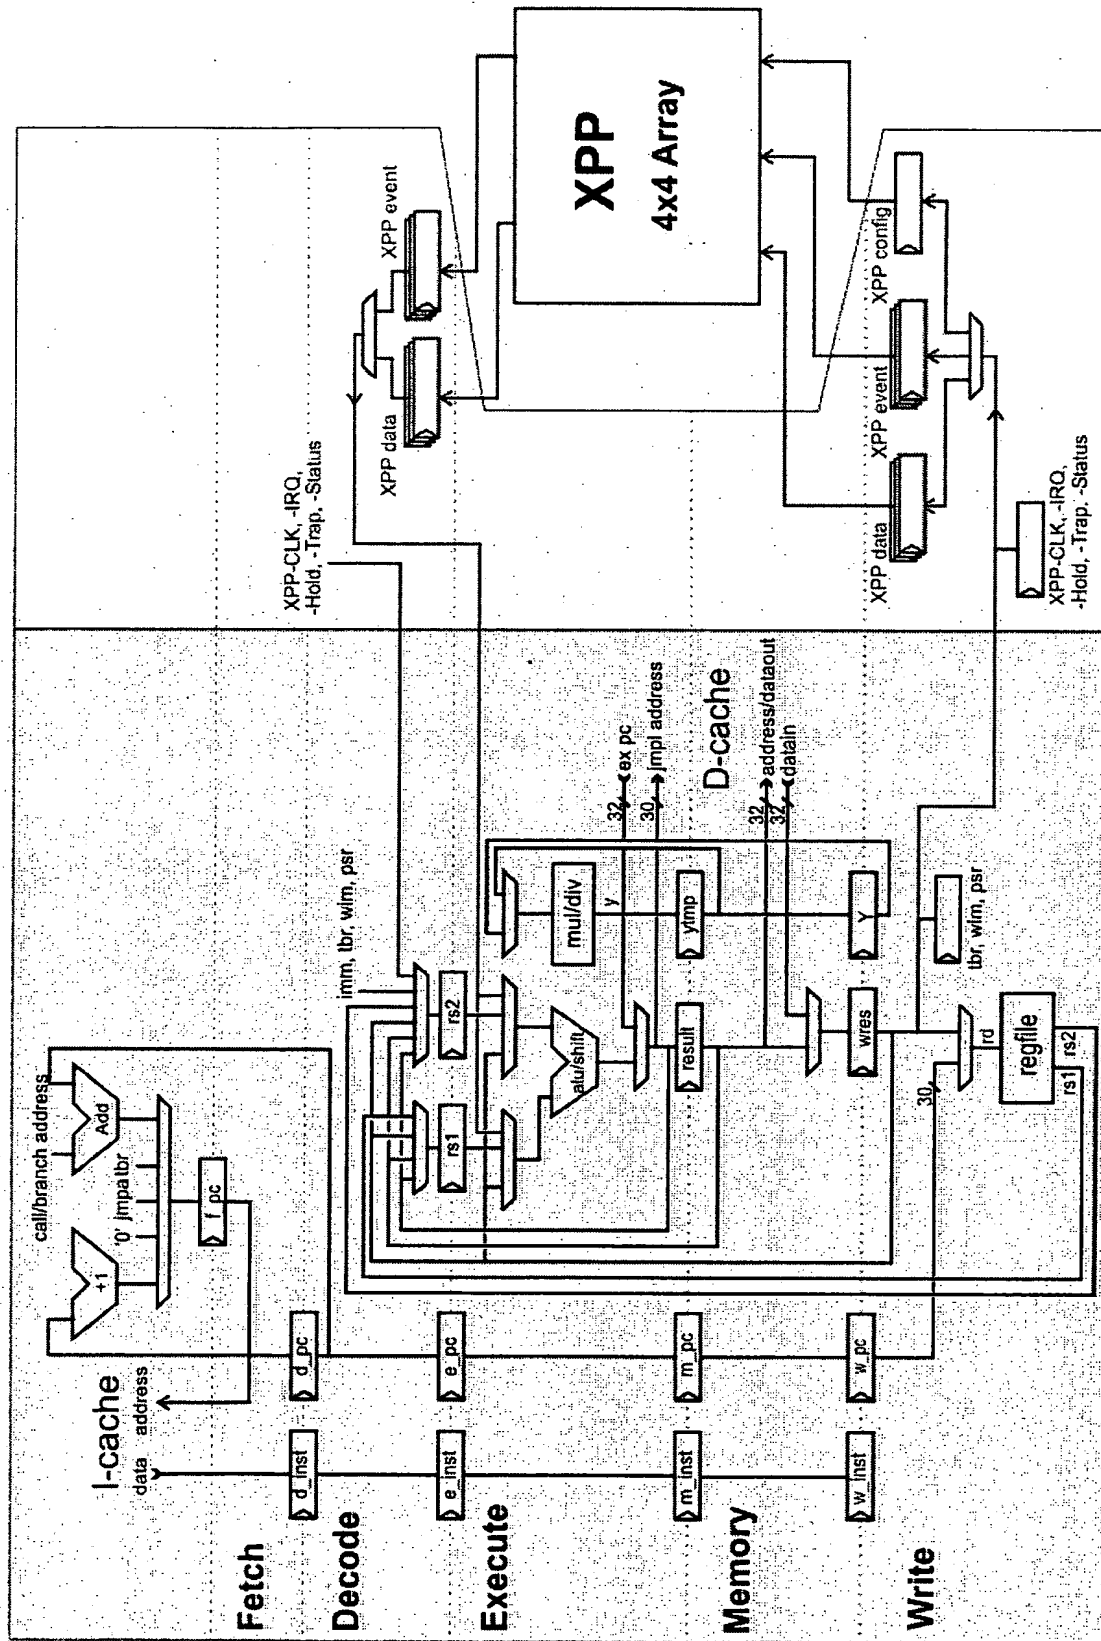 I-cache
data
address
call/branch address
+1
Add
'0'
jmpa
tbr
f_pc
Fetch
d_inst
d_pc
Decode
imm, tbr, wim, psr
XPP-CLK, -IRQ,
-Hold, -Trap, -Status
e_inst
e_pc
rs1
rs2
Execute
alu/shift
mul/div
y
32
ex pc
30
jmpl address
m_inst
m_pc
result
ytmp
Memory
D-cache
32
address/dataout
32
datain
w_inst
w_pc
wres
Y
Write
30
rd
tbr, wim, psr
regfile
rs1
rs2
XPP data
XPP event
XPP
4x4 Array
XPP data
XPP event
XPP config
XPP-CLK, -IRQ,
-Hold, -Trap, -Status